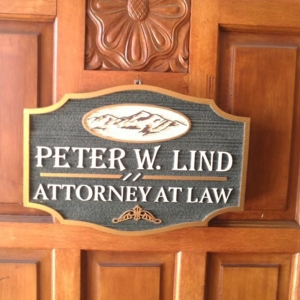 PETER W. LIND
ATTORNEY AT LAW